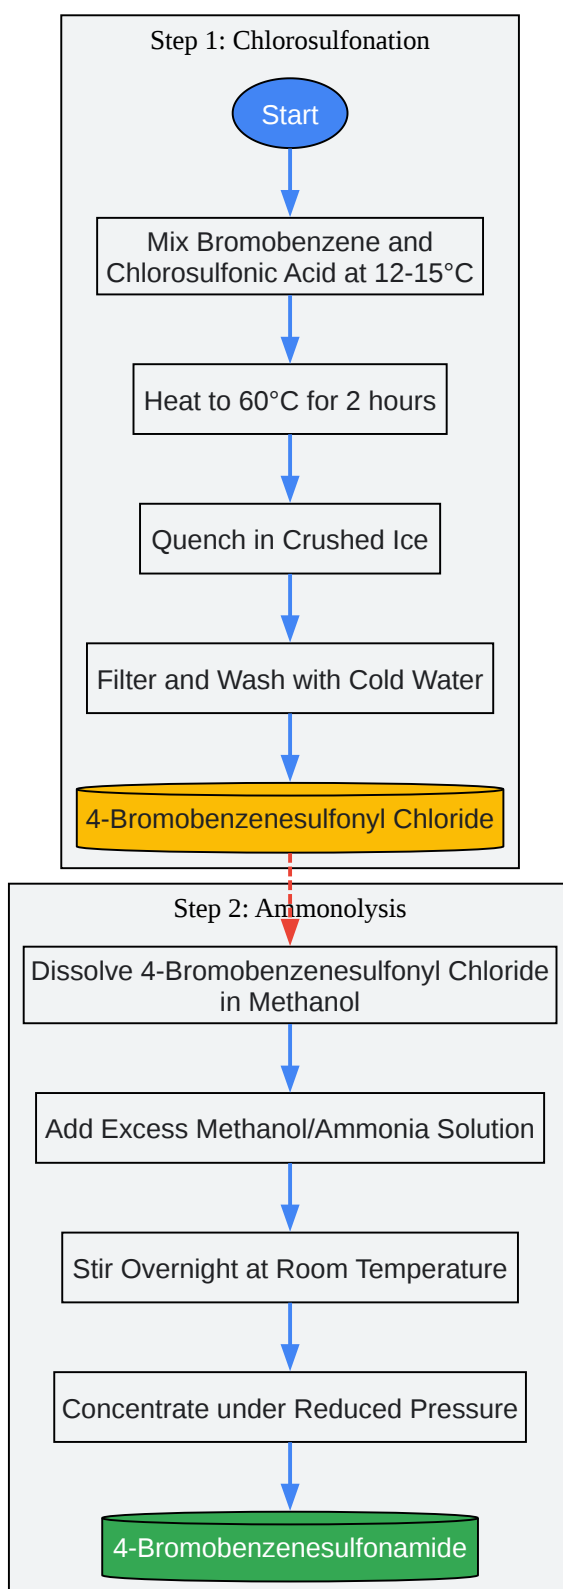 Step 1: Chlorosulfonation
Start
Mix Bromobenzene and
Chlorosulfonic Acid at 12-15°C
Heat to 60°C for 2 hours
Quench in Crushed Ice
Filter and Wash with Cold Water
4-Bromobenzenesulfonyl Chloride
Step 2: Ammonolysis
Dissolve 4-Bromobenzenesulfonyl Chloride
in Methanol
Add Excess Methanol/Ammonia Solution
Stir Overnight at Room Temperature
Concentrate under Reduced Pressure
4-Bromobenzenesulfonamide